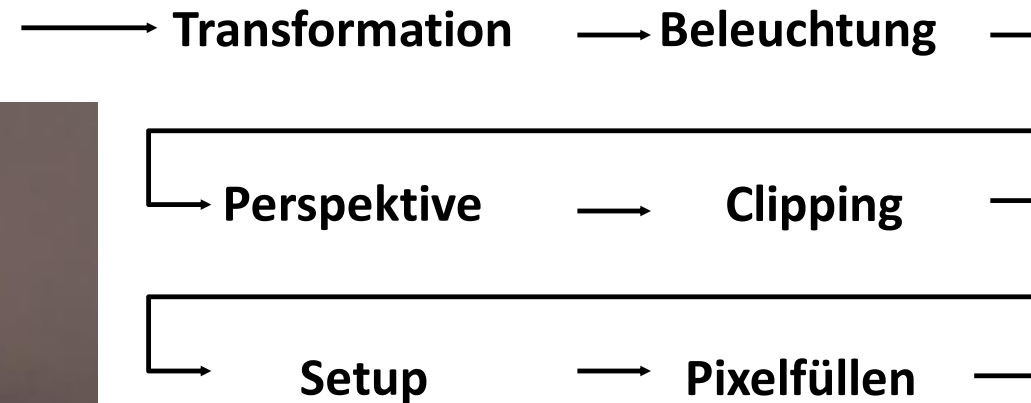 Transformation Beleuchtung
Perspektive Clipping
Setup Pixelfüllen